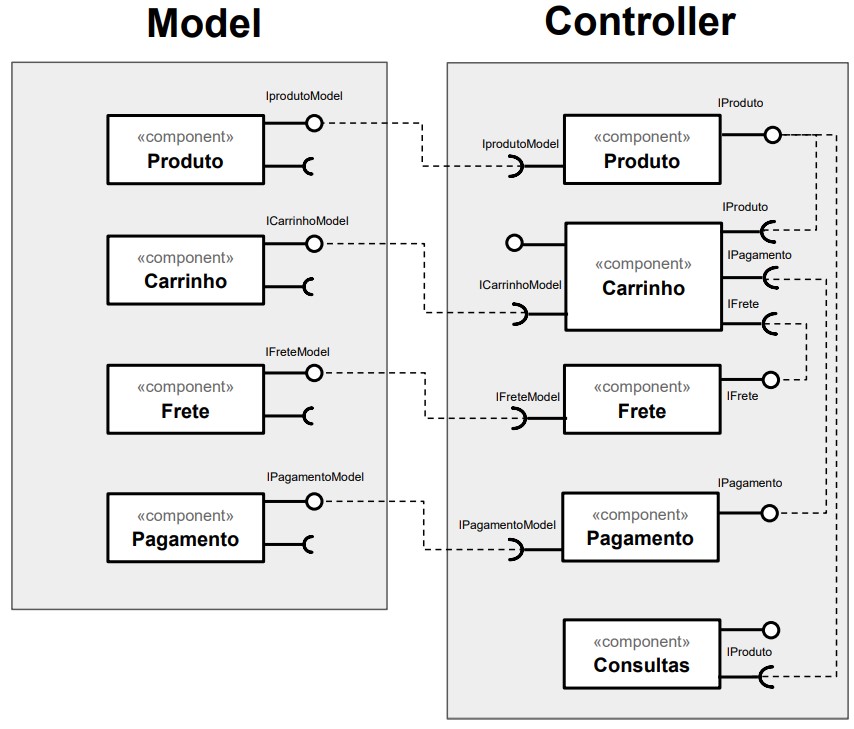 Model
IprodutoModel
«component»
Produto
ICarrinhoModel
«component»
Carrinho
IFreteModel
«component»
Frete
IPagamentoModel
«component»
Pagamento
Controller
IProduto
IprodutoModel
«component»
Produto
IProduto
IPagamento
ICarrinhoModel
«component»
Carrinho
IFrete
IFreteModel
«component»
Frete
IFrete
IPagamento
IPagamentoModel
«component»
Pagamento
«component»
Consultas
IProduto